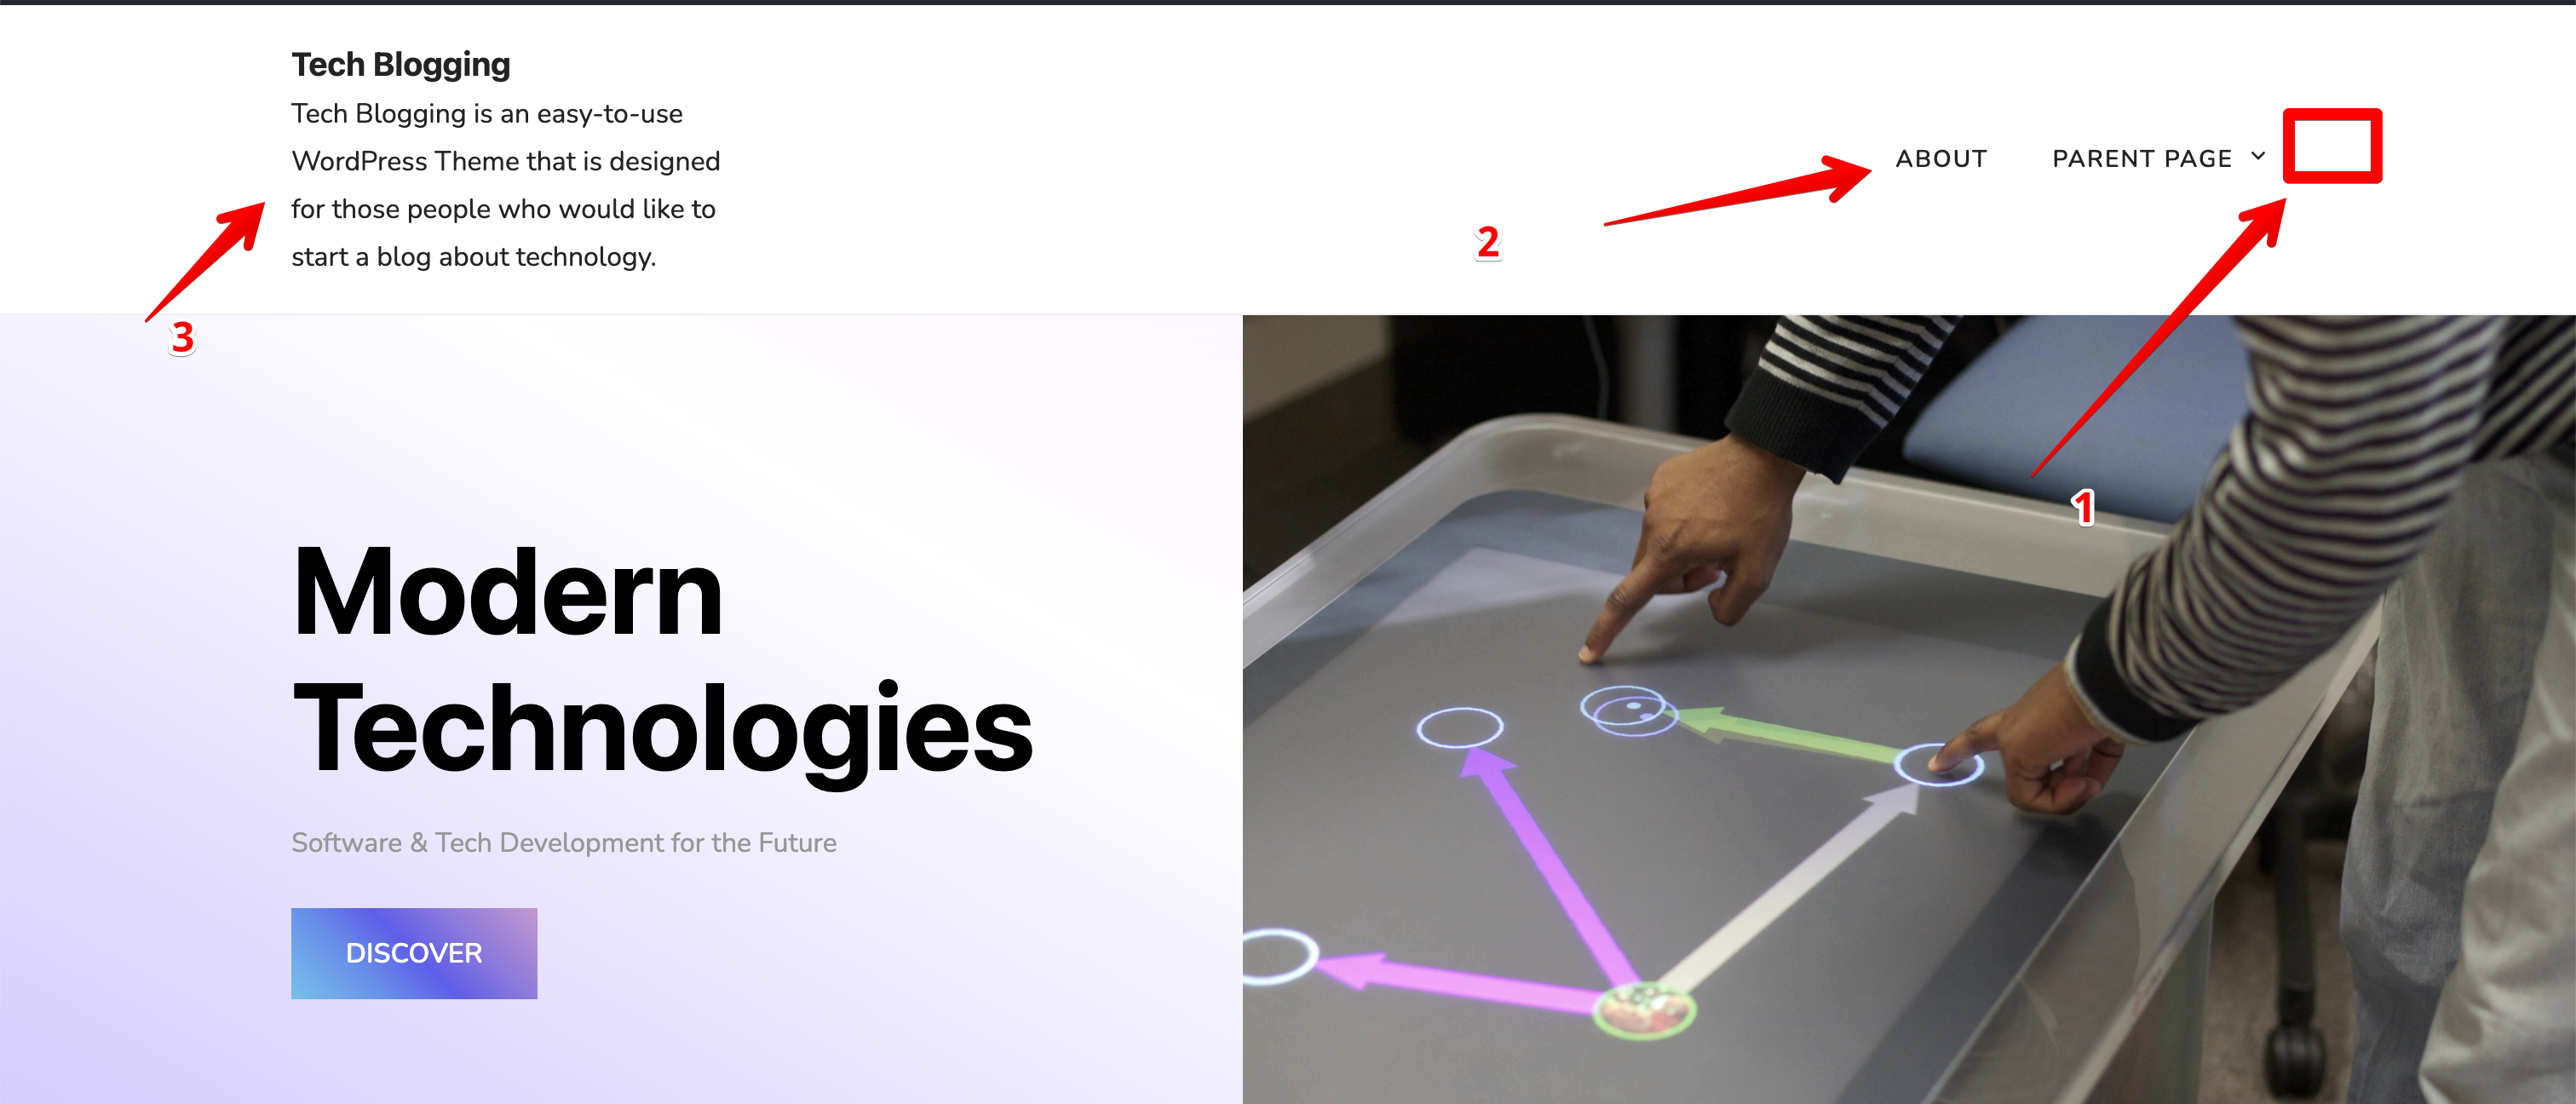 Tech Blogging
Tech Blogging is an easy-to-use
WordPress Theme that is designed
for those people who would like to
start a blog about technology.
ABOUT
PARENT PAGE
2
3
1
Modern
Technologies
Software & Tech Development for the Future
DISCOVER